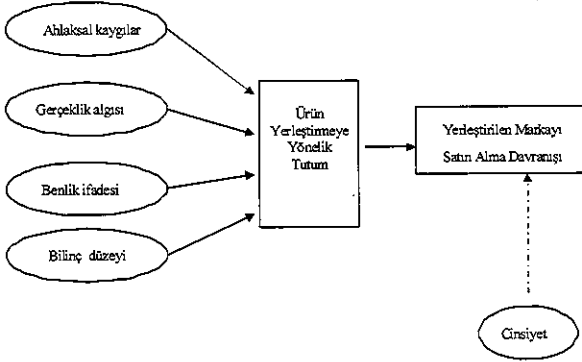 Ahlaksal kaygılar
Gerçeklik algısı
Benlik ifadesi
Bilinç düzeyi
Ürün
Yerleştirmeye
Yönelik
Tutum
Yerleştirilen Markayı
Satın Alma Davranışı
Cinsiyet